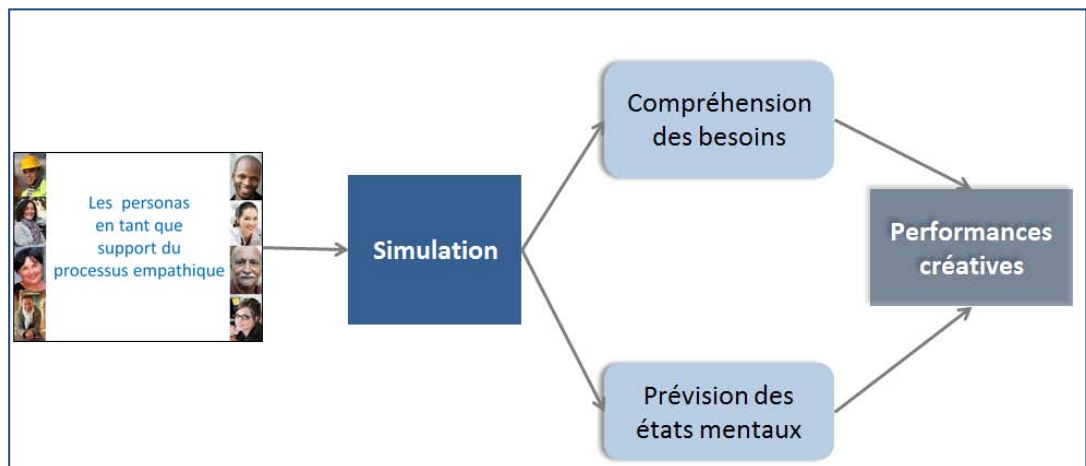 Les personas
en tant que
support du
processus empathique
Simulation
Compréhension
des besoins
Prévision des
états mentaux
Performances
créatives